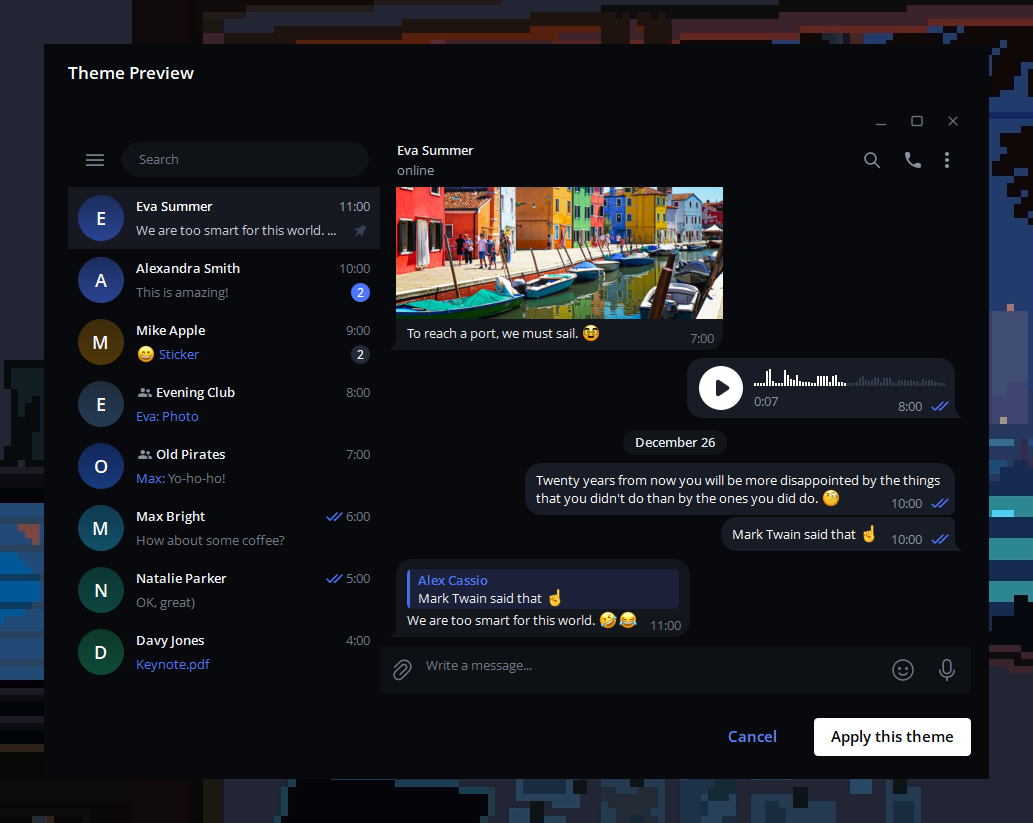 Theme Preview
Search
E
Eva Summer 11:00
We are too smart for this world. ...
A
Alexandra Smith 10:00
This is amazing! 2
M
Mike Apple 9:00
😄 Sticker 2
E
Evening Club 8:00
Eva: Photo
O
Old Pirates 7:00
Max: Yo-ho-ho!
M
Max Bright 6:00
How about some coffee?
N
Natalie Parker 5:00
OK, great)
D
Davy Jones 4:00
Keynote.pdf
Eva Summer
online
To reach a port, we must sail. 🥸 7:00
0:07 8:00
December 26
Twenty years from now you will be more disappointed by the things
that you didn't do than by the ones you did do. 🧐 10:00
Mark Twain said that ☝️ 10:00
Alex Cassio
Mark Twain said that ☝️
We are too smart for this world. 🤣😂 11:00
Write a message...
Cancel
Apply this theme